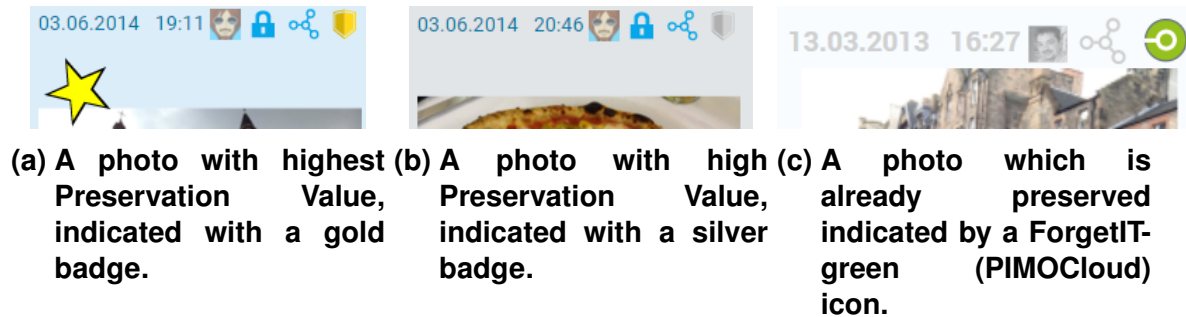 03.06.2014 19:11
03.06.2014 20:46
13.03.2013 16:27
(a) A photo with highest
Preservation Value,
indicated with a gold
badge.
(b) A photo with high
Preservation Value,
indicated with a silver
badge.
(c) A photo which is
already preserved
indicated by a ForgetIT-
green (PIMOCloud)
icon.